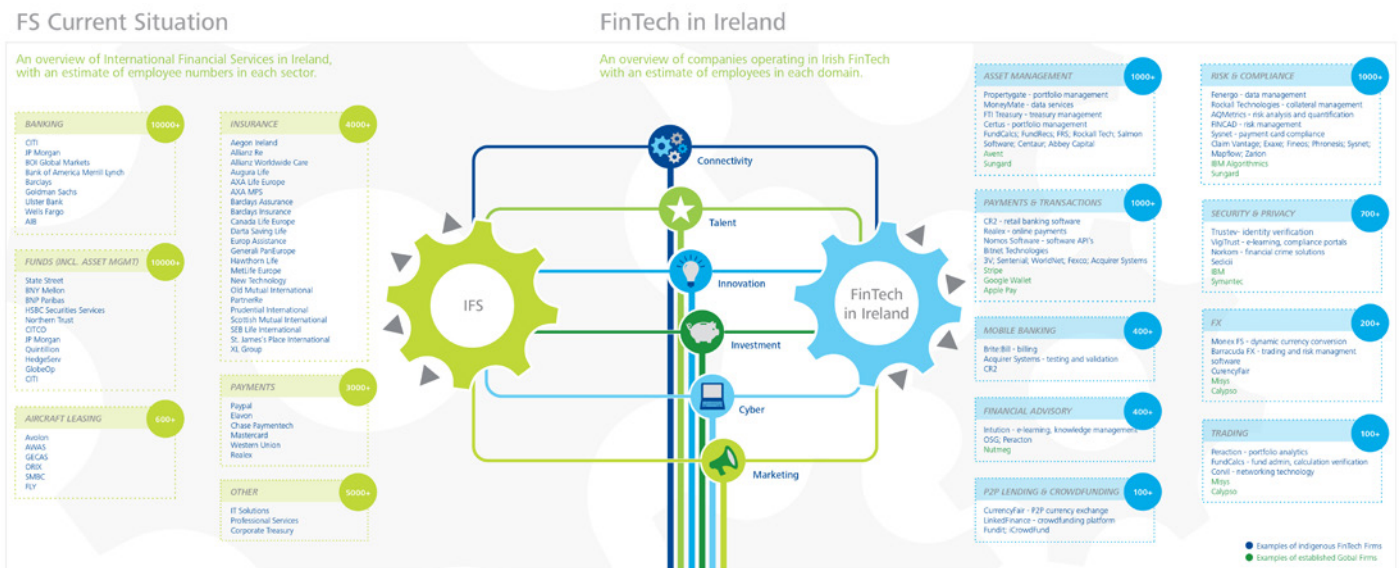 FS Current Situation
An overview of International Financial Services in Ireland,
with an estimate of employee numbers in each sector.
BANKING
10000+
CITI
JP Morgan
BOI Global Markets
Bank of America Merrill Lynch
Barclays
Goldman Sachs
Ulster Bank
Wells Fargo
AIB
FUNDS (INCL. ASSET MGMT)
10000+
State Street
BNY Mellon
BNP Paribas
HSBC Securities Services
Northern Trust
CITCO
JP Morgan
Quintillion
HedgeServ
GlobeOp
CITI
AIRCRAFT LEASING
600+
Avolon
AWAS
GECAS
ORIX
SMBC
FLY
INSURANCE
4000+
Aegon Ireland
Allianz Re
Allianz Worldwide Care
Augura Life
AXA Life Europe
AXA MPS
Barclays Assurance
Barclays Insurance
Canada Life Europe
Darta Saving Life
Europ Assistance
Generali PanEurope
Hawthorn Life
MetLife Europe
New Technology
Old Mutual International
PartnerRe
Prudential International
Scottish Mutual International
SEB Life International
St. James's Place International
XL Group
PAYMENTS
3000+
Paypal
Elavon
Chase Paymentech
Mastercard
Western Union
Realex
OTHER
5000+
IT Solutions
Professional Services
Corporate Treasury
FinTech in Ireland
An overview of companies operating in Irish FinTech
with an estimate of employees in each domain.
Connectivity
Talent
Innovation
Investment
Cyber
Marketing
IFS
FinTech
in Ireland
ASSET MANAGEMENT
1000+
Propertygate - portfolio management
MoneyMate - data services
FTI Treasury - treasury management
Certus - portfolio management
FundCalcs; FundRecs; FRS; Rockall Tech; Salmon
Software; Centaur; Abbey Capital
Avent
Sungard
PAYMENTS & TRANSACTIONS
1000+
CR2 - retail banking software
Realex - online payments
Nomos Software - software API's
Bitnet Technologies
3V; Sentenial; WorldNet; Fexco; Acquirer Systems
Stripe
Google Wallet
Apple Pay
MOBILE BANKING
400+
Brite:Bill - billing
Acquirer Systems - testing and validation
CR2
FINANCIAL ADVISORY
400+
Intution - e-learning, knowledge management
OSG; Peracton
Nutmeg
P2P LENDING & CROWDFUNDING
100+
CurrencyFair - P2P currency exchange
LinkedFinance - crowdfunding platform
Fundit; iCrowdFund
RISK & COMPLIANCE
1000+
Fenergo - data management
Rockall Technologies - collateral management
AQMetrics - risk analysis and quantification
FINCAD - risk management
Sysnet - payment card compliance
Claim Vantage; Exaxe; Fineos; Phronesis; Sysnet;
Mapflow; Zarion
IBM Algorithmics
Sungard
SECURITY & PRIVACY
700+
Trustev- identity verification
VigiTrust - e-learning, compliance portals
Norkom - financial crime solutions
Sedicii
IBM
Symantec
FX
200+
Monex FS - dynamic currency conversion
Barracuda FX - trading and risk managment
software
CurencyFair
Misys
Calypso
TRADING
100+
Peraction - portfolio analytics
FundCalcs - fund admin, calculation verification
Corvil - networking technology
Misys
Calypso
Examples of indigenous FinTech Firms
Examples of established Gobal Firms